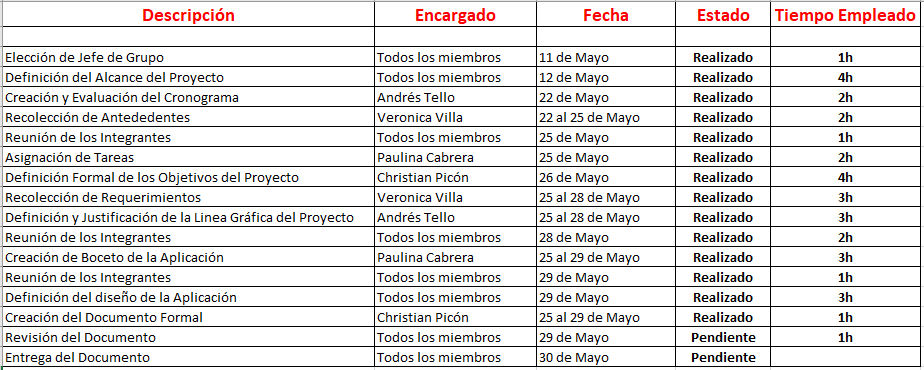 Descripción Encargado Fecha Estado Tiempo Empleado
Elección de Jefe de Grupo Todos los miembros 11 de Mayo Realizado 1h
Definición del Alcance del Proyecto Todos los miembros 12 de Mayo Realizado 4h
Creación y Evaluación del Cronograma Andrés Tello 22 de Mayo Realizado 2h
Recolección de Antededentes Veronica Villa 22 al 25 de Mayo Realizado 2h
Reunión de los Integrantes Todos los miembros 25 de Mayo Realizado 1h
Asignación de Tareas Paulina Cabrera 25 de Mayo Realizado 2h
Definición Formal de los Objetivos del Proyecto Christian Picón 26 de Mayo Realizado 4h
Recolección de Requerimientos Veronica Villa 25 al 28 de Mayo Realizado 3h
Definición y Justificación de la Linea Gráfica del Proyecto Andrés Tello 25 al 28 de Mayo Realizado 3h
Reunión de los Integrantes Todos los miembros 28 de Mayo Realizado 2h
Creación de Boceto de la Aplicación Paulina Cabrera 25 al 29 de Mayo Realizado 3h
Reunión de los Integrantes Todos los miembros 29 de Mayo Realizado 1h
Definición del diseño de la Aplicación Todos los miembros 29 de Mayo Realizado 3h
Creación del Documento Formal Christian Picón 25 al 29 de Mayo Realizado 1h
Revisión del Documento Todos los miembros 29 de Mayo Pendiente 1h
Entrega del Documento Todos los miembros 30 de Mayo Pendiente